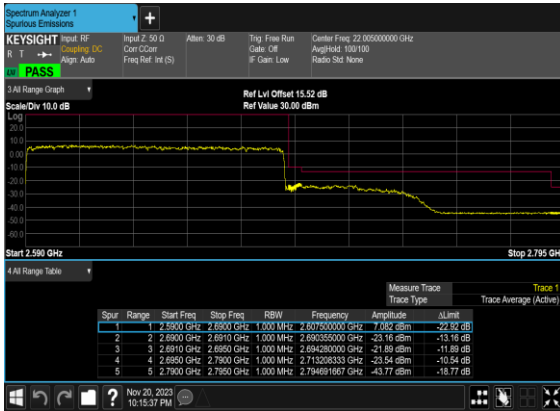 Spectrum Analyzer 1
Spurious Emissions
+
KEYSIGHT
R T
PASS
Input: RF
Coupling: DC
Align: Auto
Input Z: 50 Ω
Corr CCorr
Freq Ref: Int (S)
Atten: 30 dB
Trig: Free Run
Gate: Off
IF Gain: Low
Center Freq: 22.005000000 GHz
Avg|Hold: 100/100
Radio Std: None
3 All Range Graph
Scale/Div 10.0 dB
Ref Lvl Offset 15.52 dB
Ref Value 30.00 dBm
Log
20.0
10.0
0.00
-10.0
-20.0
-30.0
-40.0
-50.0
-60.0
Start 2.590 GHz
Stop 2.795 GH
4 All Range Table
Measure Trace Trace 1
Trace Type Trace Average (Active)
Spur Range Start Freq Stop Freq RBW Frequency Amplitude ΔLimit
1 1 2.5900 GHz 2.6900 GHz 1.000 MHz 2.607500000 GHz 7.082 dBm -22.92 dB
2 2 2.6900 GHz 2.6910 GHz 1.000 MHz 2.690355000 GHz -23.16 dBm -13.16 dB
3 3 2.6910 GHz 2.6950 GHz 1.000 MHz 2.694280000 GHz -21.89 dBm -11.89 dB
4 4 2.6950 GHz 2.7900 GHz 1.000 MHz 2.713208333 GHz -23.54 dBm -10.54 dB
5 5 2.7900 GHz 2.7950 GHz 1.000 MHz 2.794691667 GHz -43.77 dBm -18.77 dB
?
Nov 20, 2023
10:15:37 PM